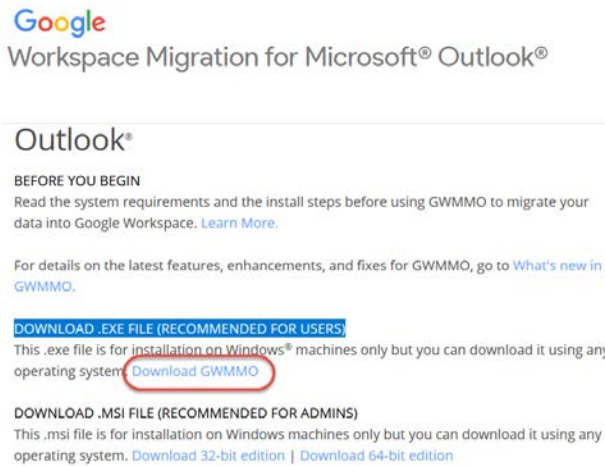 Google
Workspace Migration for Microsoft® Outlook®
Outlook®
BEFORE YOU BEGIN
Read the system requirements and the install steps before using GWMMO to migrate your
data into Google Workspace. Learn More.
For details on the latest features, enhancements, and fixes for GWMMO, go to What's new in
GWMMO.
DOWNLOAD .EXE FILE (RECOMMENDED FOR USERS)
This .exe file is for installation on Windows® machines only but you can download it using any
operating system. Download GWMMO
DOWNLOAD .MSI FILE (RECOMMENDED FOR ADMINS)
This .msi file is for installation on Windows machines only but you can download it using any
operating system. Download 32-bit edition | Download 64-bit edition